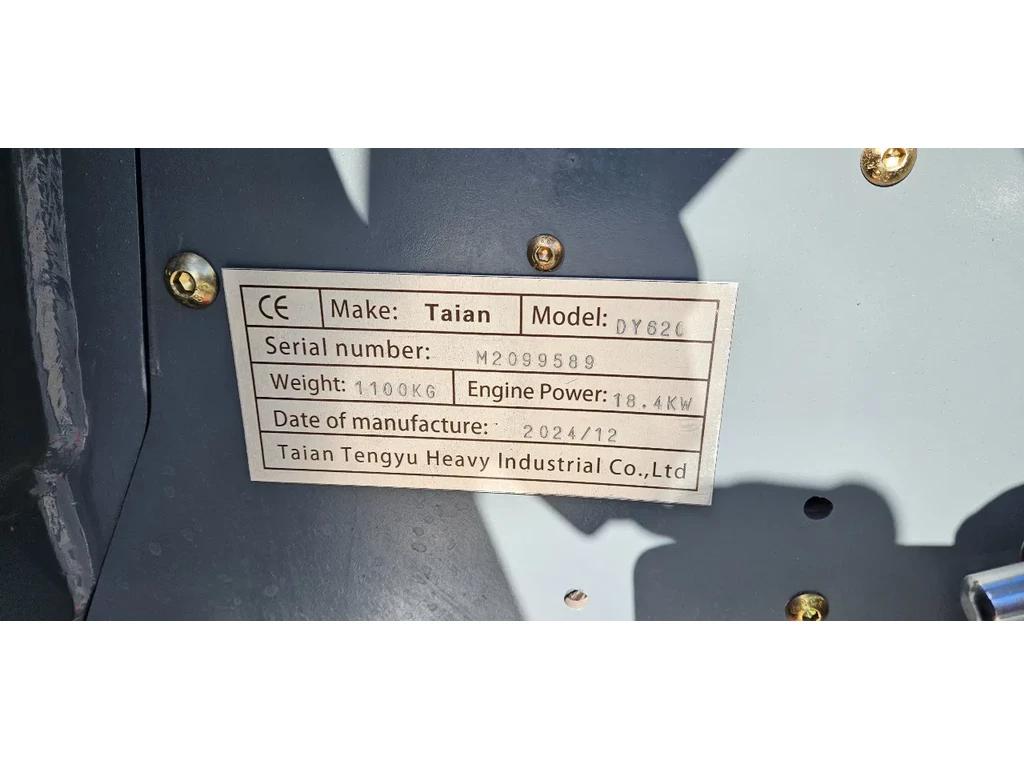 CE Make: Taian Model: DY620
Serial number: M2099589
Weight: 1100KG Engine Power: 18.4KW
Date of manufacture: 2024/12
Taian Tengyu Heavy Industrial Co.,Ltd